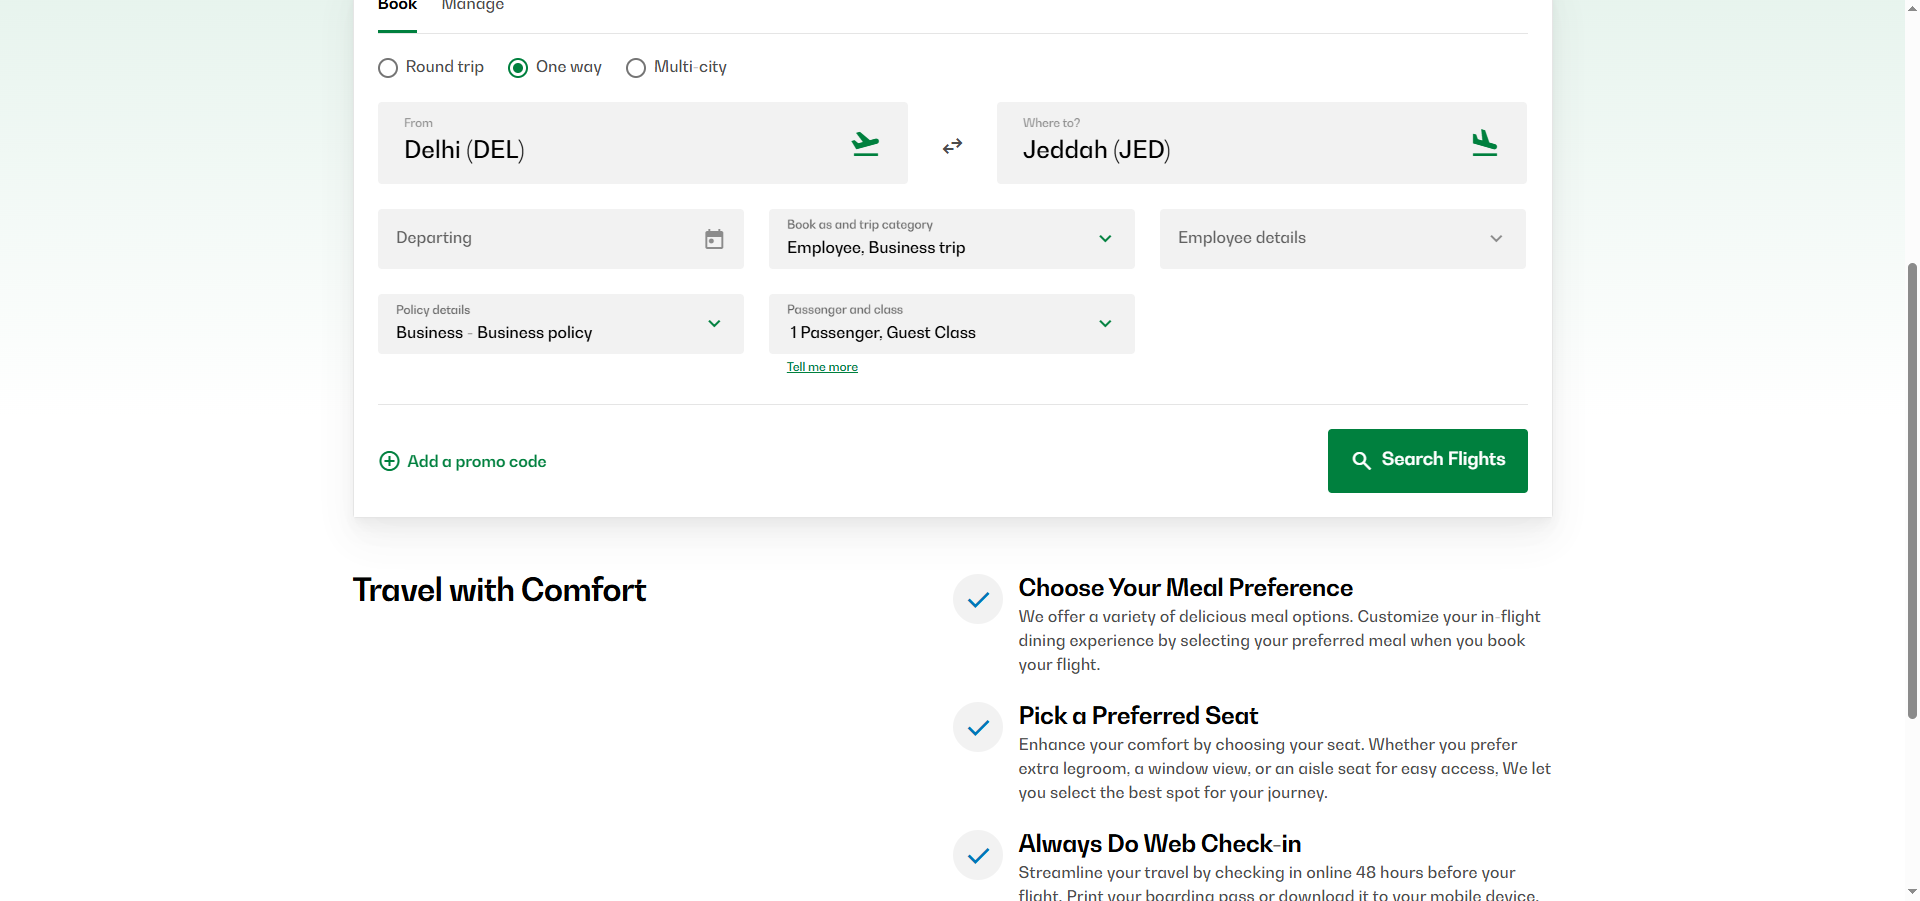 Book Manage
Round trip One way Multi-city
From
Delhi (DEL)
Where to?
Jeddah (JED)
Departing
Book as and trip category
Employee, Business trip
Employee details
Policy details
Business - Business policy
Passenger and class
1 Passenger, Guest Class
Tell me more
Add a promo code
Search Flights
Travel with Comfort
Choose Your Meal Preference
We offer a variety of delicious meal options. Customize your in-flight
dining experience by selecting your preferred meal when you book
your flight.
Pick a Preferred Seat
Enhance your comfort by choosing your seat. Whether you prefer
extra legroom, a window view, or an aisle seat for easy access, We let
you select the best spot for your journey.
Always Do Web Check-in
Streamline your travel by checking in online 48 hours before your
flight. Print your boarding pass or download it to your mobile device.